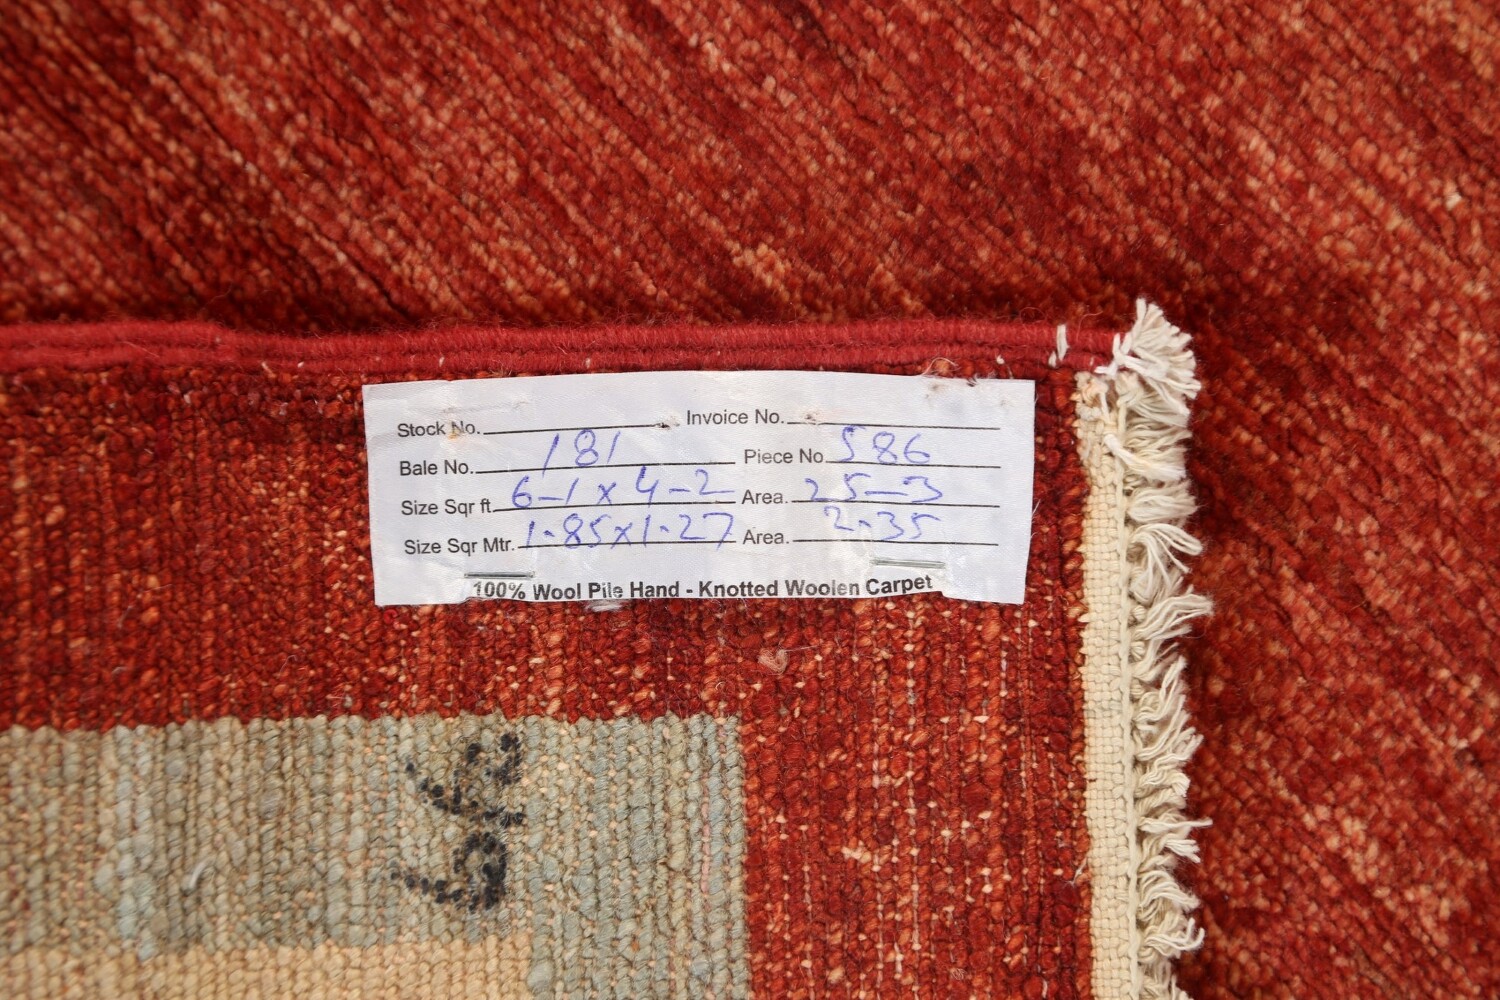 Stock No. Invoice No.
Bale No. 181 Piece No 586
Size Sqr ft. 6-1 x 4-2 Area. 25-3
Size Sqr Mtr. 1.85x1.27 Area. 2.35
100% Wool Pile Hand - Knotted Woolen Carpet